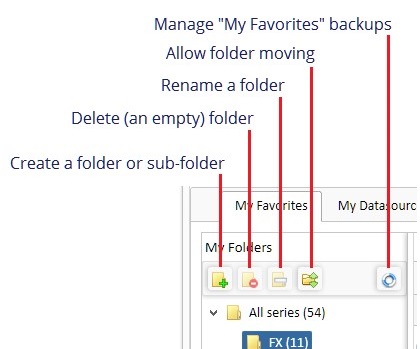 Manage "My Favorites" backups
Allow folder moving
Rename a folder
Delete (an empty) folder
Create a folder or sub-folder
My Favorites
My Datasourc
My Folders
All series (54)
FX (11)